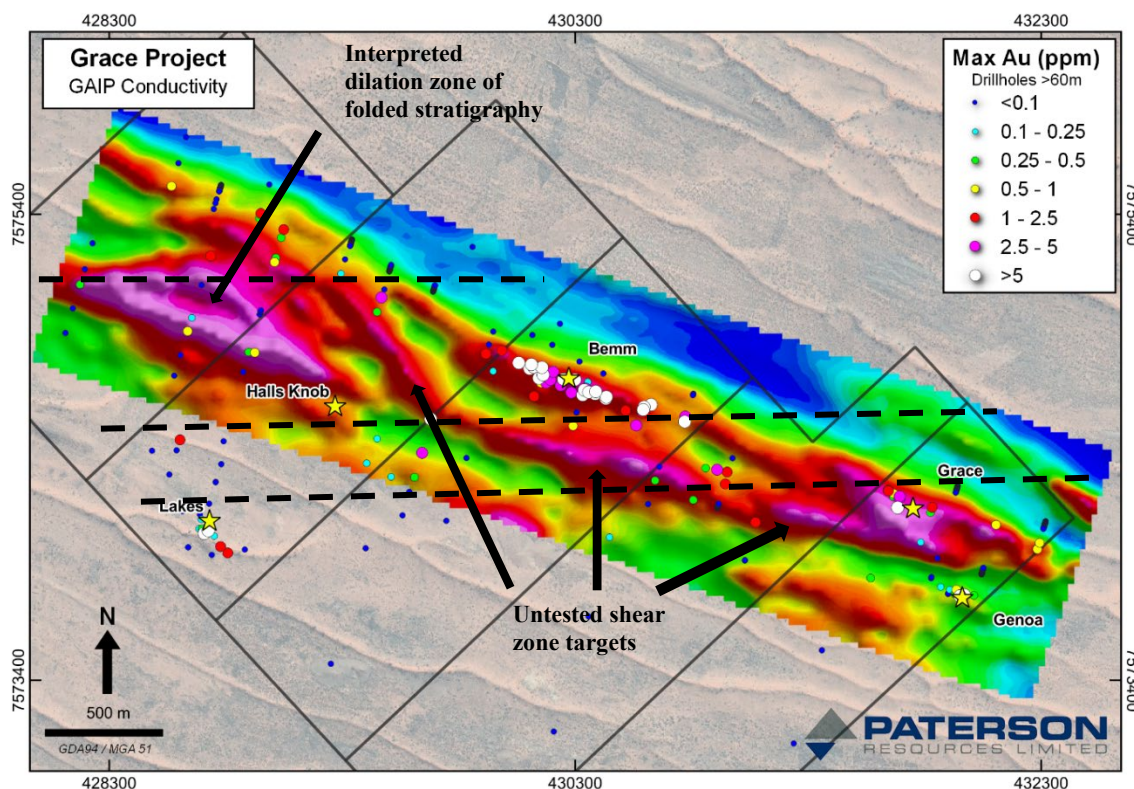 428300
430300
432300
Grace Project
GAIP Conductivity
Interpreted
dilation zone of
folded stratigraphy
Max Au (ppm)
Drillholes >60m
<0.1
0.1 - 0.25
0.25 - 0.5
0.5 - 1
1 - 2.5
2.5 - 5
>5
7575400
7575400
Bemm
Halls Knob
Grace
Lakes
Untested shear
zone targets
Genoa
N
500 m
GDA94 / MGA 51
7573400
7573400
PATERSON
RESOURCES LIMITED
428300
430300
432300